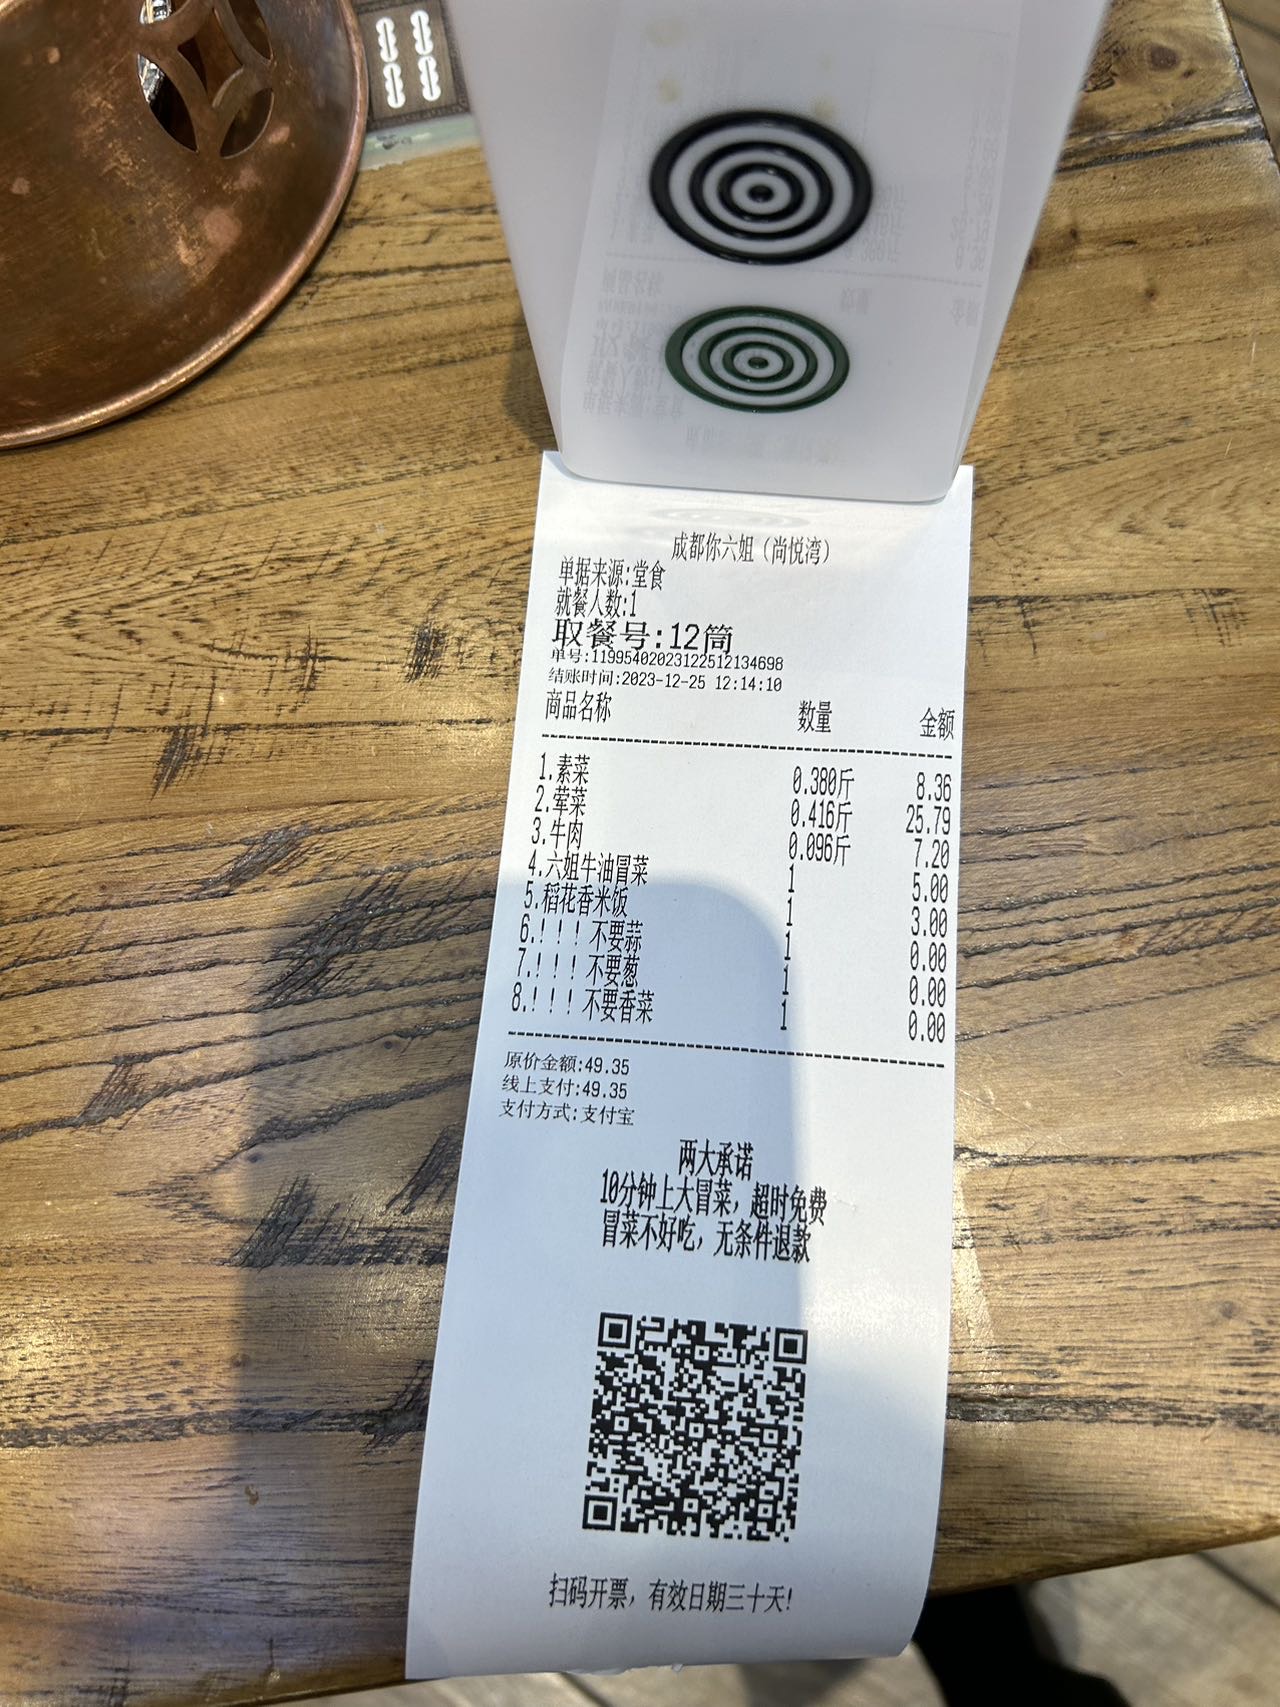 成都你六姐（尚悦湾）
单据来源:堂食
就餐人数:1
取餐号:12筒
单号:11995402023122512134698
结账时间:2023-12-25 12:14:10
商品名称 数量 金额
1.素菜 0.380斤 8.36
2.荤菜 0.416斤 25.79
3.牛肉 0.096斤 7.20
4.六姐牛油冒菜 1 5.00
5.稻花香米饭 1 3.00
6.！！！不要蒜 1 0.00
7.！！！不要葱 1 0.00
8.！！！不要香菜 1 0.00
原价金额:49.35
线上支付:49.35
支付方式:支付宝
两大承诺
10分钟上大冒菜，超时免费
冒菜不好吃，无条件退款
扫码开票，有效日期三十天!